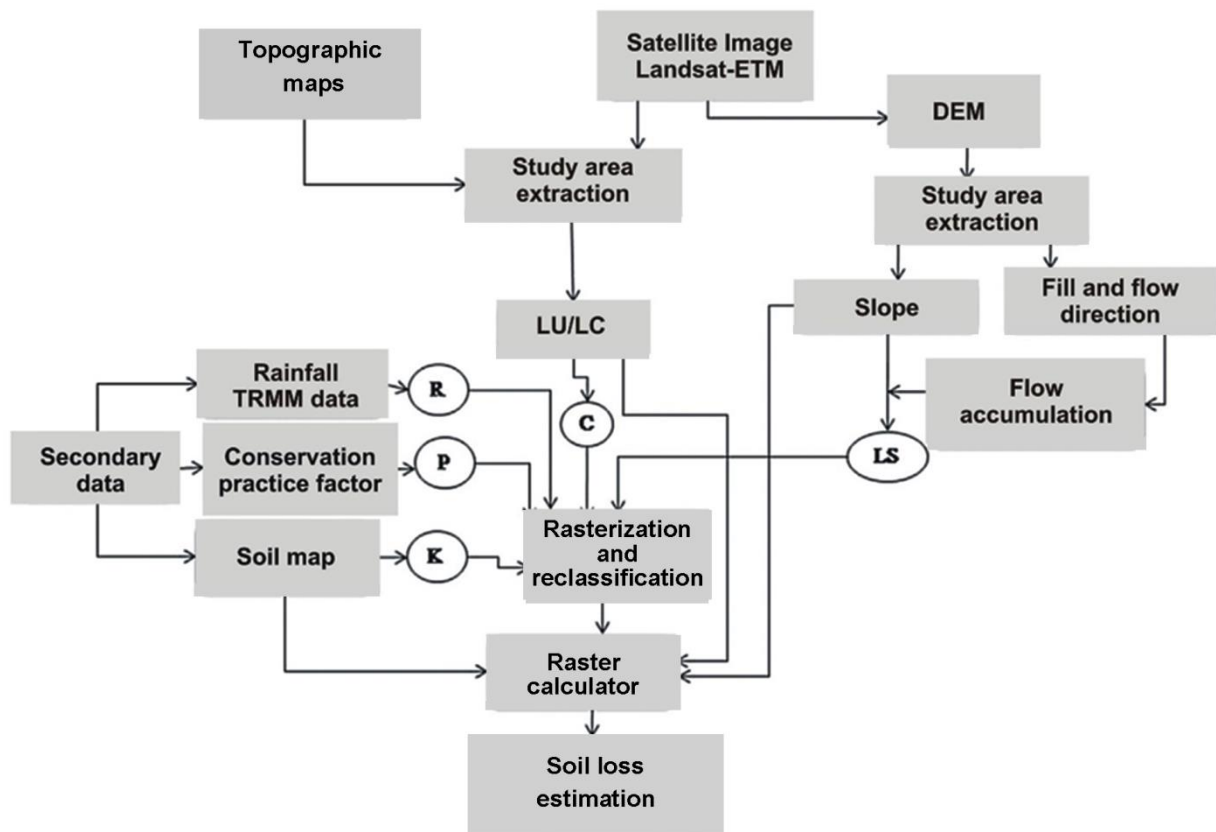 Topographic
maps
Satellite Image
Landsat-ETM
DEM
Study area
extraction
Study area
extraction
LU/LC
Slope
Fill and flow
direction
Rainfall
TRMM data
R
C
Flow
accumulation
Secondary
data
Conservation
practice factor
P
LS
Soil map
K
Rasterization
and
reclassification
Raster
calculator
Soil loss
estimation